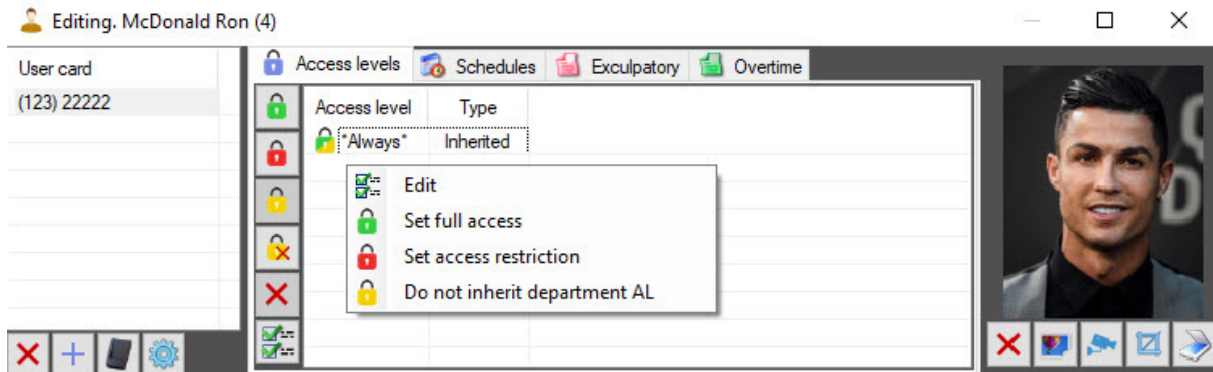 Editing. McDonald Ron (4)
User card
(123) 22222
Access levels Schedules Exculpatory Overtime
Access level Type
*Always* Inherited
Edit
Set full access
Set access restriction
Do not inherit department AL